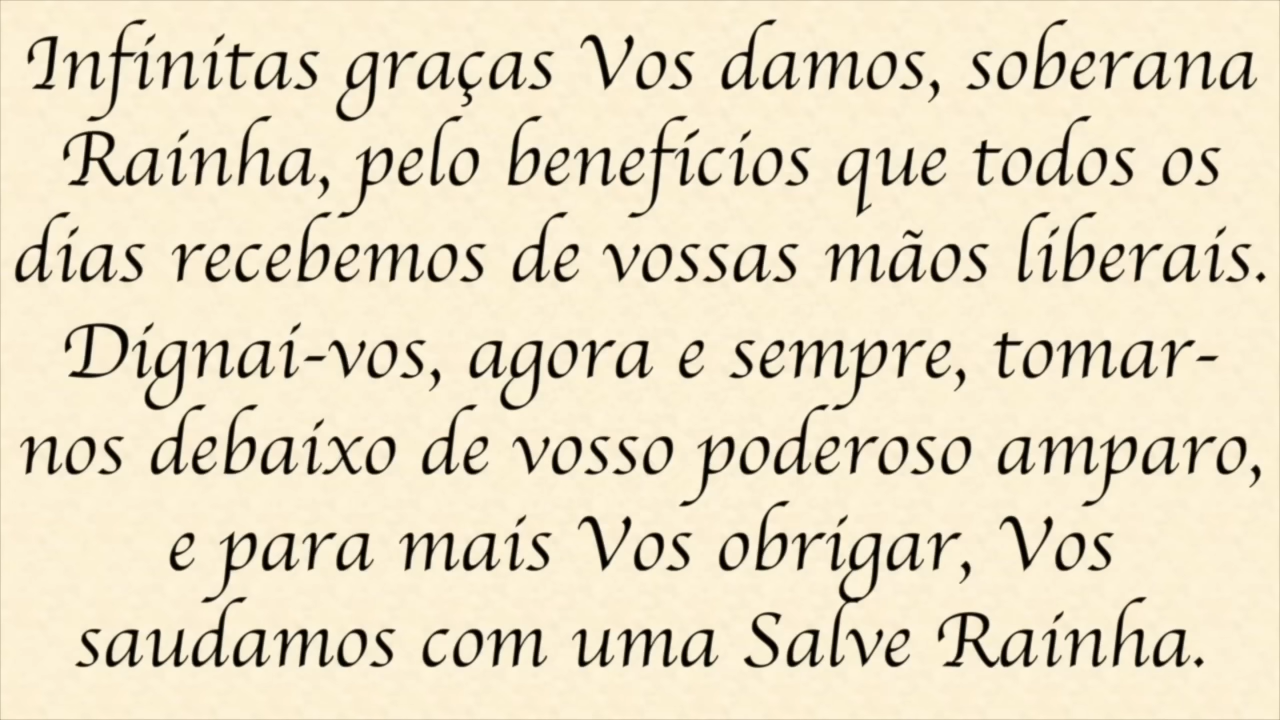 Infinitas graças Vos damos, soberana
Rainha, pelo benefícios que todos os
dias recebemos de vossas mãos liberais.
Dignai-vos, agora e sempre, tomar-
nos debaixo de vosso poderoso amparo,
e para mais Vos obrigar, Vos
saudamos com uma Salve Rainha.